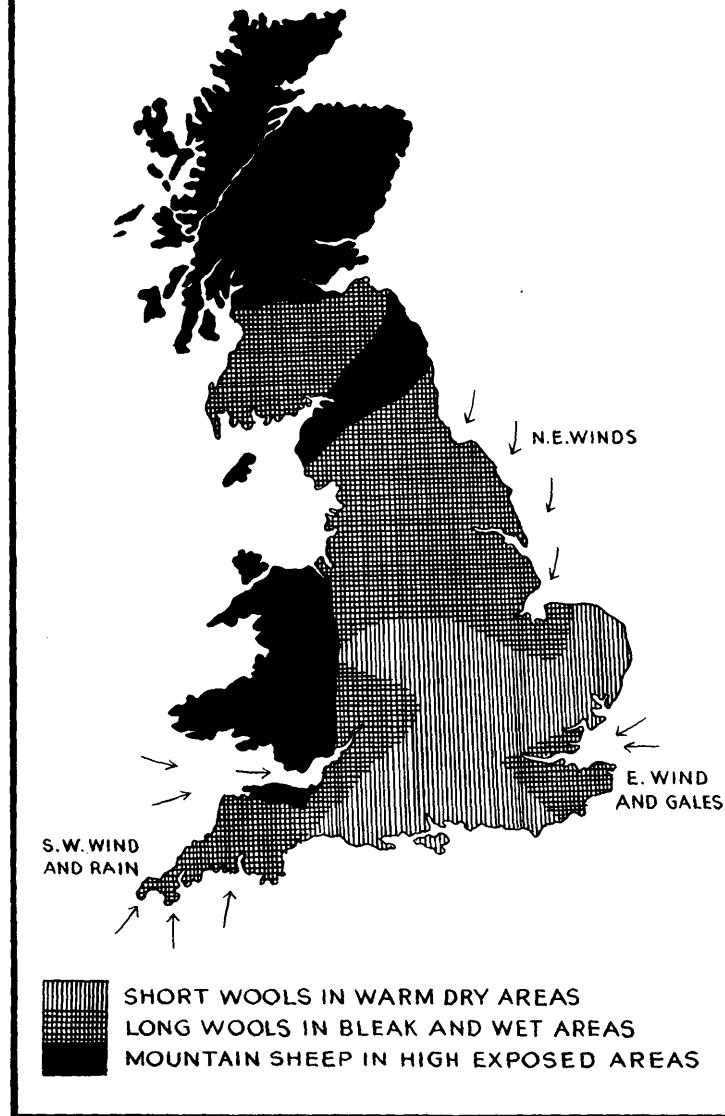 N.E.WINDS
E. WIND
AND GALES
S.W. WIND
AND RAIN
SHORT WOOLS IN WARM DRY AREAS
LONG WOOLS IN BLEAK AND WET AREAS
MOUNTAIN SHEEP IN HIGH EXPOSED AREAS